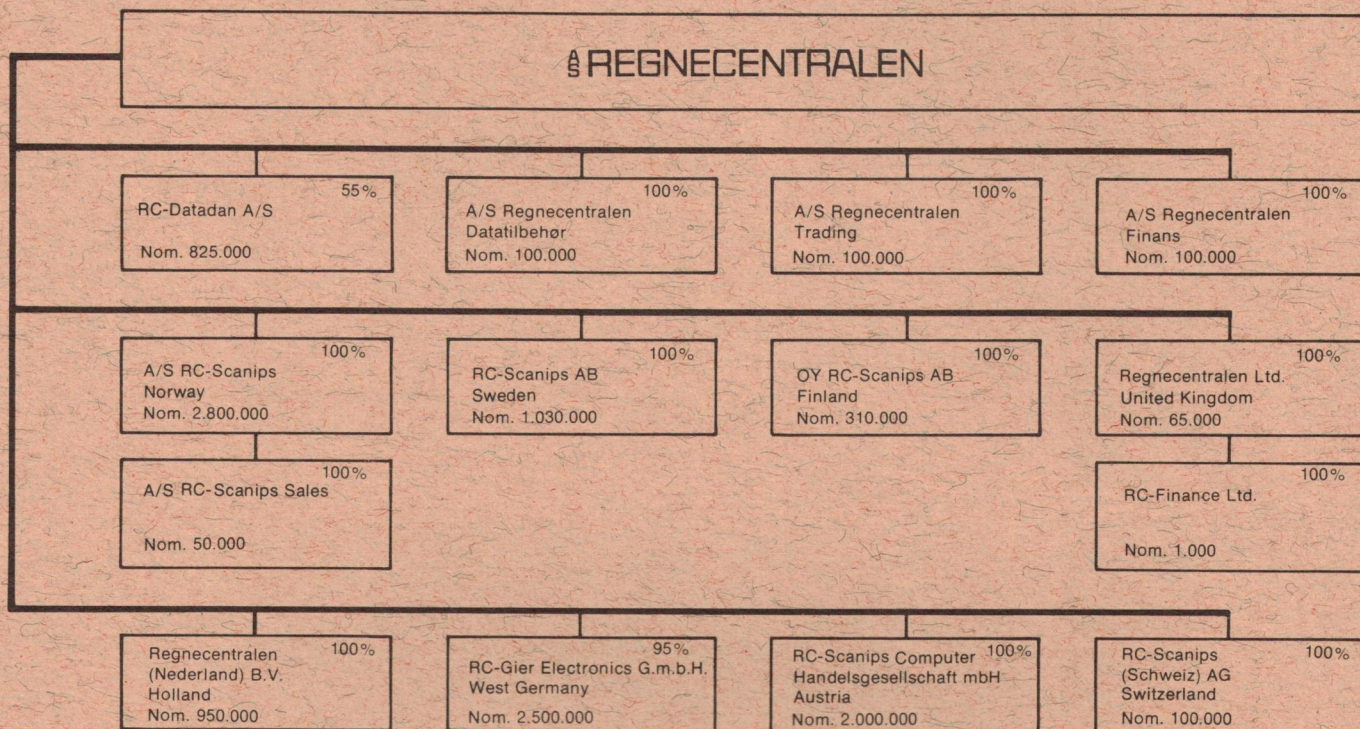 A/S REGNECENTRALEN
55%
RC-Datadan A/S
Nom. 825.000
100%
A/S Regnecentralen
Datatilbehør
Nom. 100.000
100%
A/S Regnecentralen
Trading
Nom. 100.000
100%
A/S Regnecentralen
Finans
Nom. 100.000
100%
A/S RC-Scanips
Norway
Nom. 2.800.000
100%
RC-Scanips AB
Sweden
Nom. 1.030.000
100%
OY RC-Scanips AB
Finland
Nom. 310.000
100%
Regnecentralen Ltd.
United Kingdom
Nom. 65.000
100%
A/S RC-Scanips Sales
Nom. 50.000
100%
RC-Finance Ltd.
Nom. 1.000
Regnecentralen 100%
(Nederland) B.V.
Holland
Nom. 950.000
95%
RC-Gier Electronics G.m.b.H.
West Germany
Nom. 2.500.000
RC-Scanips Computer 100%
Handelsgesellschaft mbH
Austria
Nom. 2.000.000
RC-Scanips 100%
(Schweiz) AG
Switzerland
Nom. 100.000